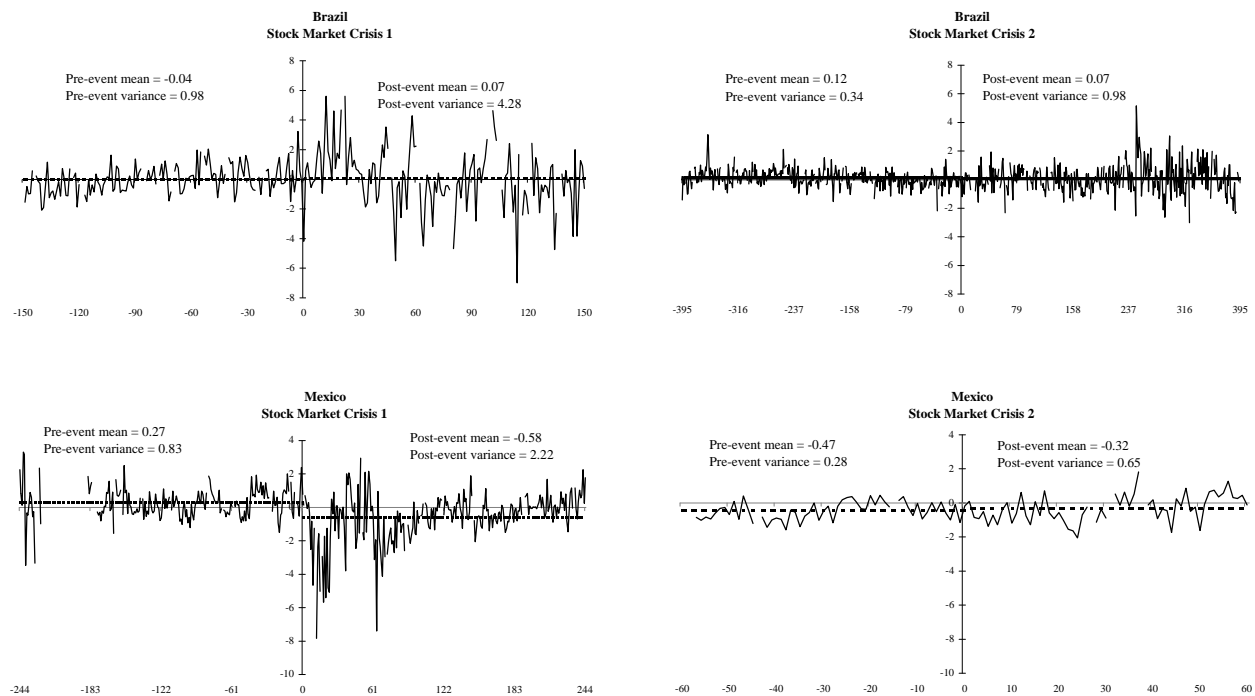 Brazil
Stock Market Crisis 1
Pre-event mean = -0.04
Pre-event variance = 0.98
Post-event mean = 0.07
Post-event variance = 4.28
8
6
4
2
0
-2
-4
-6
-8
-150 -120 -90 -60 -30 0 30 60 90 120 150
Brazil
Stock Market Crisis 2
Pre-event mean = 0.12
Pre-event variance = 0.34
Post-event mean = 0.07
Post-event variance = 0.98
8
6
4
2
0
-2
-4
-6
-8
-395 -316 -237 -158 -79 0 79 158 237 316 395
Mexico
Stock Market Crisis 1
Pre-event mean = 0.27
Pre-event variance = 0.83
Post-event mean = -0.58
Post-event variance = 2.22
4
2
0
-2
-4
-6
-8
-10
-244 -183 -122 -61 0 61 122 183 244
Mexico
Stock Market Crisis 2
Pre-event mean = -0.47
Pre-event variance = 0.28
Post-event mean = -0.32
Post-event variance = 0.65
4
2
0
-2
-4
-6
-8
-10
-60 -50 -40 -30 -20 -10 0 10 20 30 40 50 60